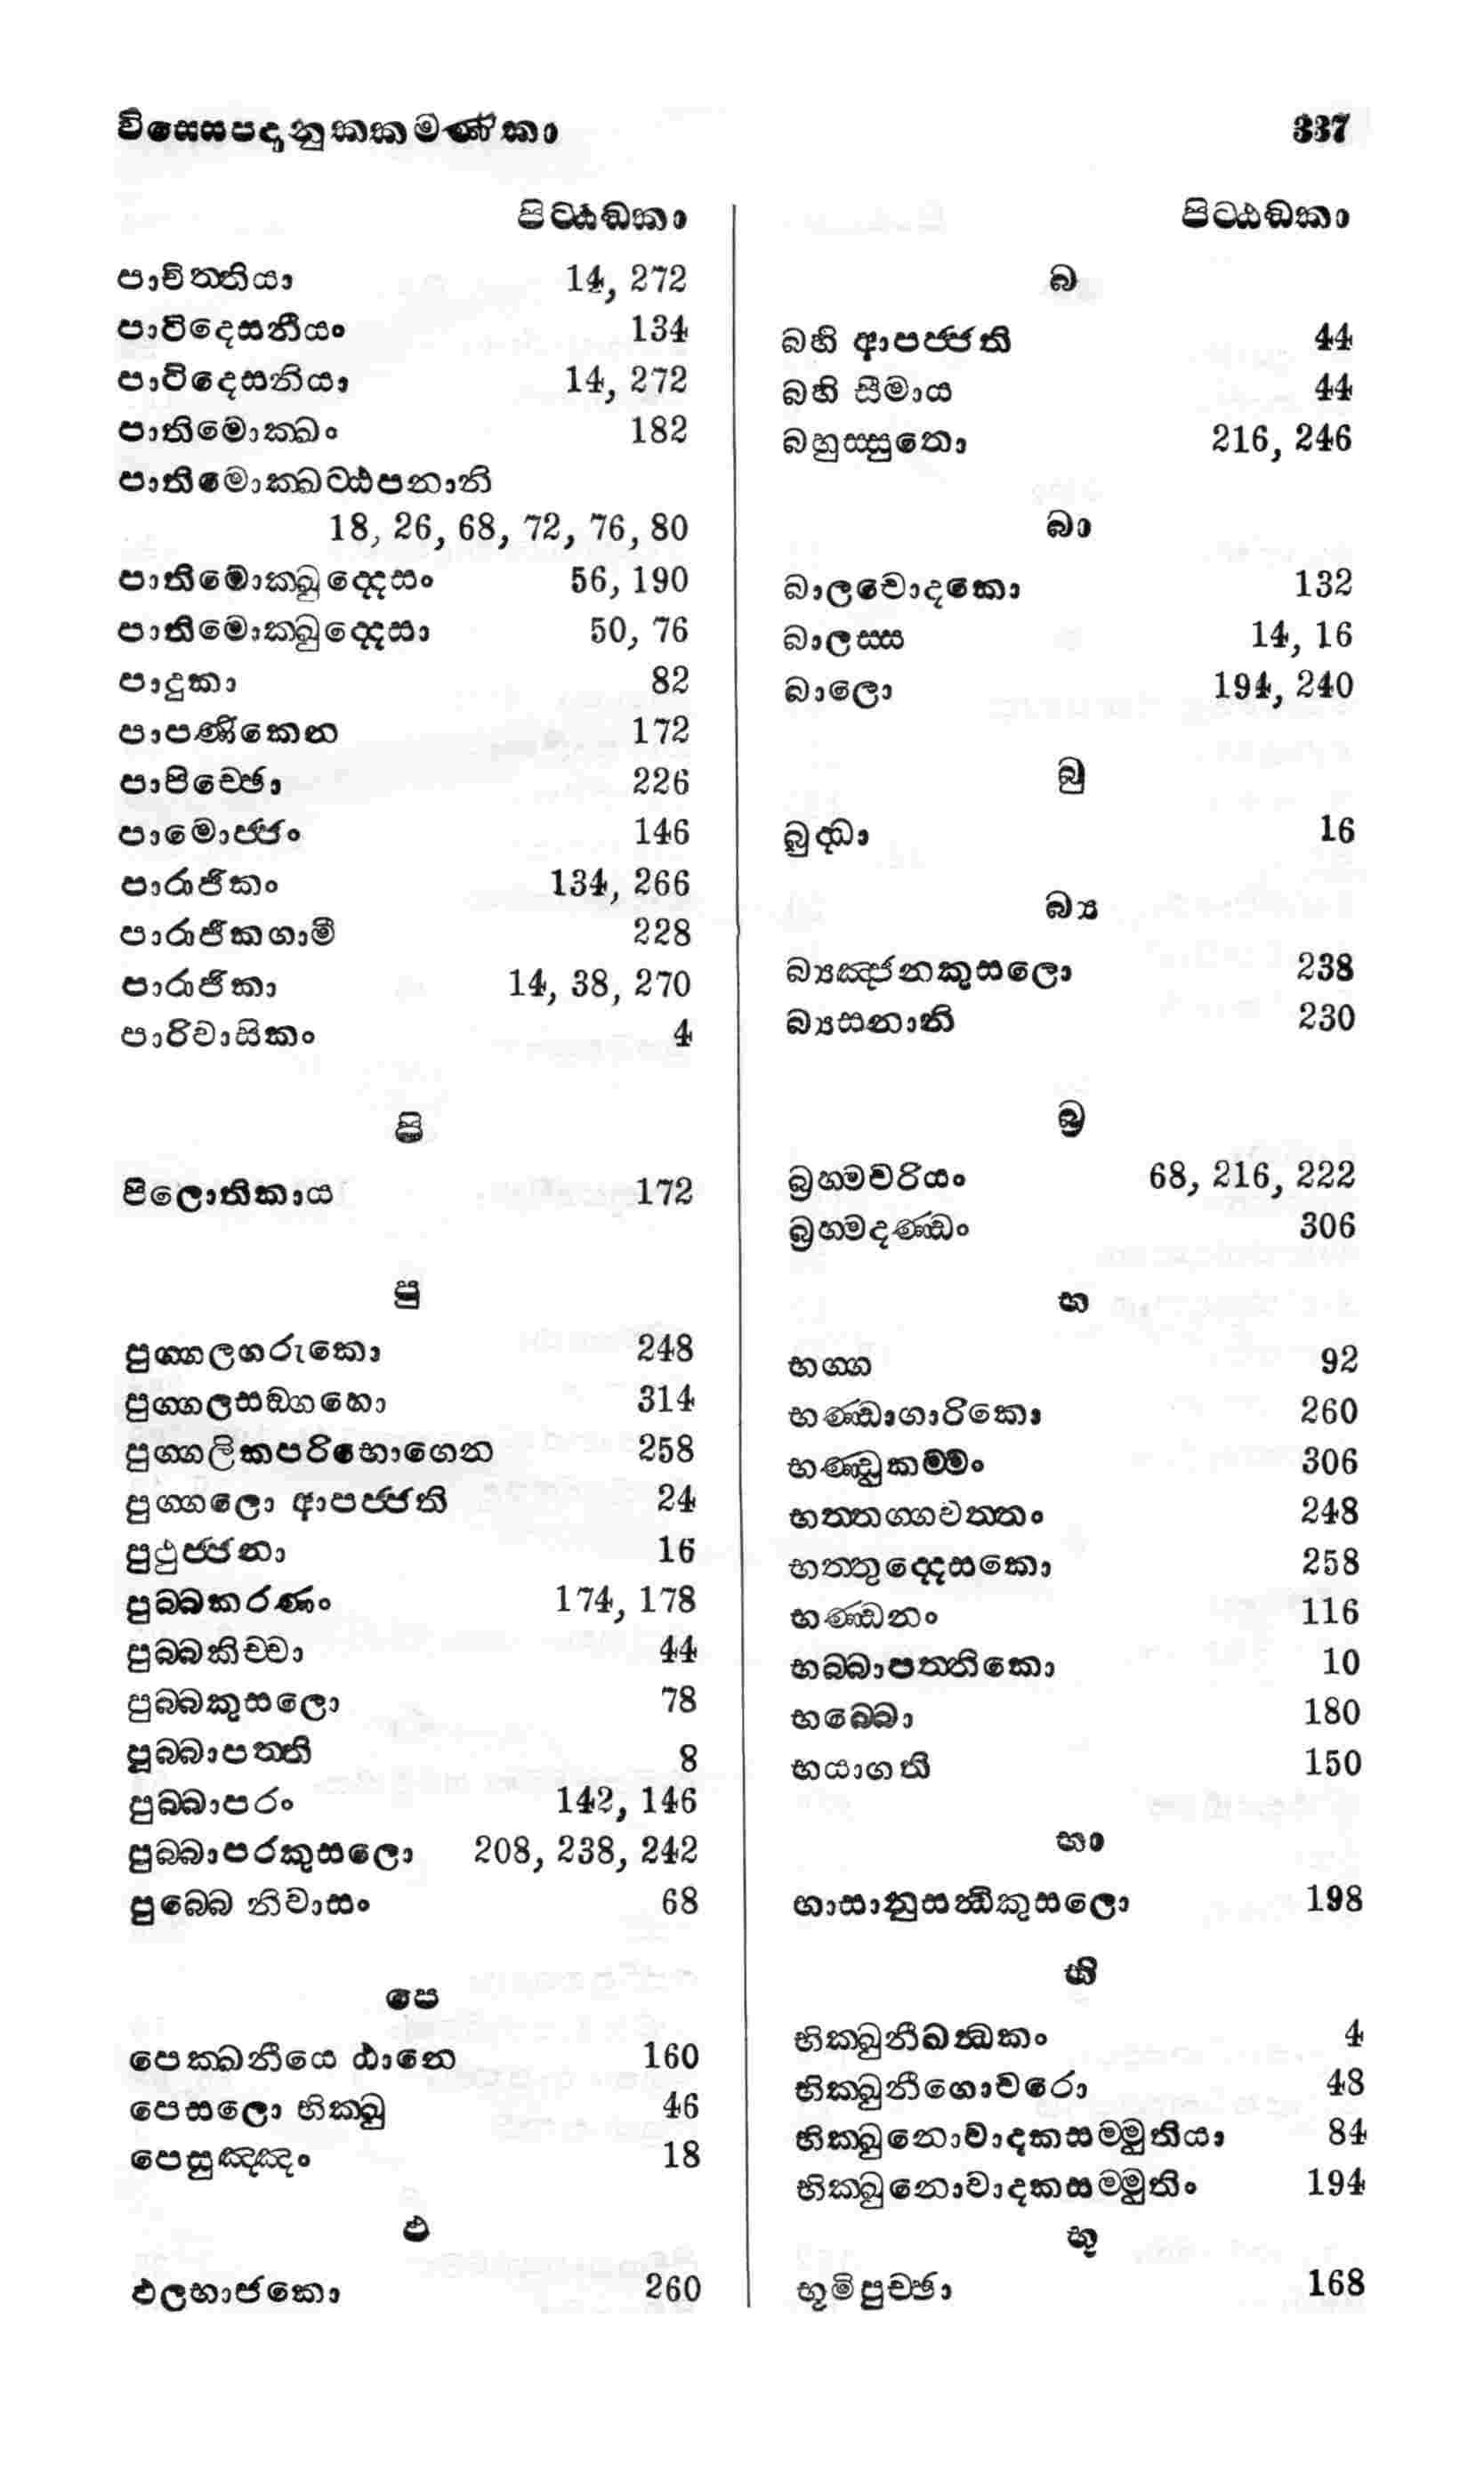 විසෙසපදානුක්කමණිකා 337
පිට්ඨඞ්කා
පාචිත්තියා 14, 272
පාටිදෙසනීයං 134
පාටිදෙසනියා 14, 272
පාතිමොක්ඛං 182
පාතිමොක්ඛට්ඨපනානි
18, 26, 68, 72, 76, 80
පාතිමොක්ඛුද්දෙසං 56, 190
පාතිමොක්ඛුද්දෙසා 50, 76
පාදුකා 82
පාපණිකෙන 172
පාපිච්ඡො 226
පාමොජ්ජං 146
පාරාජිකං 134, 266
පාරාජිකගාමී 228
පාරාජිකා 14, 38, 270
පාරිවාසිකං 4
පි
පිලොතිකාය 172
පු
පුග්ගලගරුකො 248
පුග්ගලසඞ්ගහො 314
පුග්ගලිකපරිභොගෙන 258
පුග්ගලො ආපජ්ජති 24
පුථුජ්ජනා 16
පුබ්බකරණං 174, 178
පුබ්බකිච්චා 44
පුබ්බකුසලො 78
පූබ්බාපත්ති 8
පුබ්බාපරං 142, 146
පුබ්බාපරකුසලො 208, 238, 242
පුබ්බෙ නිවාසං 68
පෙ
පෙක්ඛනීයෙ ඨානෙ 160
පෙසලො භික්ඛු 46
පෙසුඤ්ඤං 18
ඵ
ඵලභාජකො 260
පිට්ඨඞ්කා
බ
බහි ආපජ්ජති 44
බහි සීමාය 44
බහුස්සුතො 216, 246
බා
බාලචොදකො 132
බාලස්ස 14, 16
බාලො 194, 240
බු
බුද්ධා 16
බ්‍ය
බ්‍යඤ්ජනකුසලො 238
බ්‍යසනානි 230
බ්‍ර
බ්‍රහ්මචරියං 68, 216, 222
බ්‍රහ්මදණ්ඩං 306
භ
භග්ග 92
භණ්ඩාගාරිකො 260
භණ්ඩුකම්මං 306
භත්තග්ගවත්තං 248
භත්තුද්දෙසකො 258
භණ්ඩනං 116
භබ්බාපත්තිකො 10
භබ්බො 180
භයාගති 150
භා
භාසානුසන්ධිකුසලො 198
භි
භික්ඛුනීඛන්ධකං 4
භික්ඛුනීගොචරො 48
භික්ඛුනොවාදකසම්මුතියා 84
භික්ඛුනොවාදකසම්මුතිං 194
භූ
භූමිපුච්ඡා 168